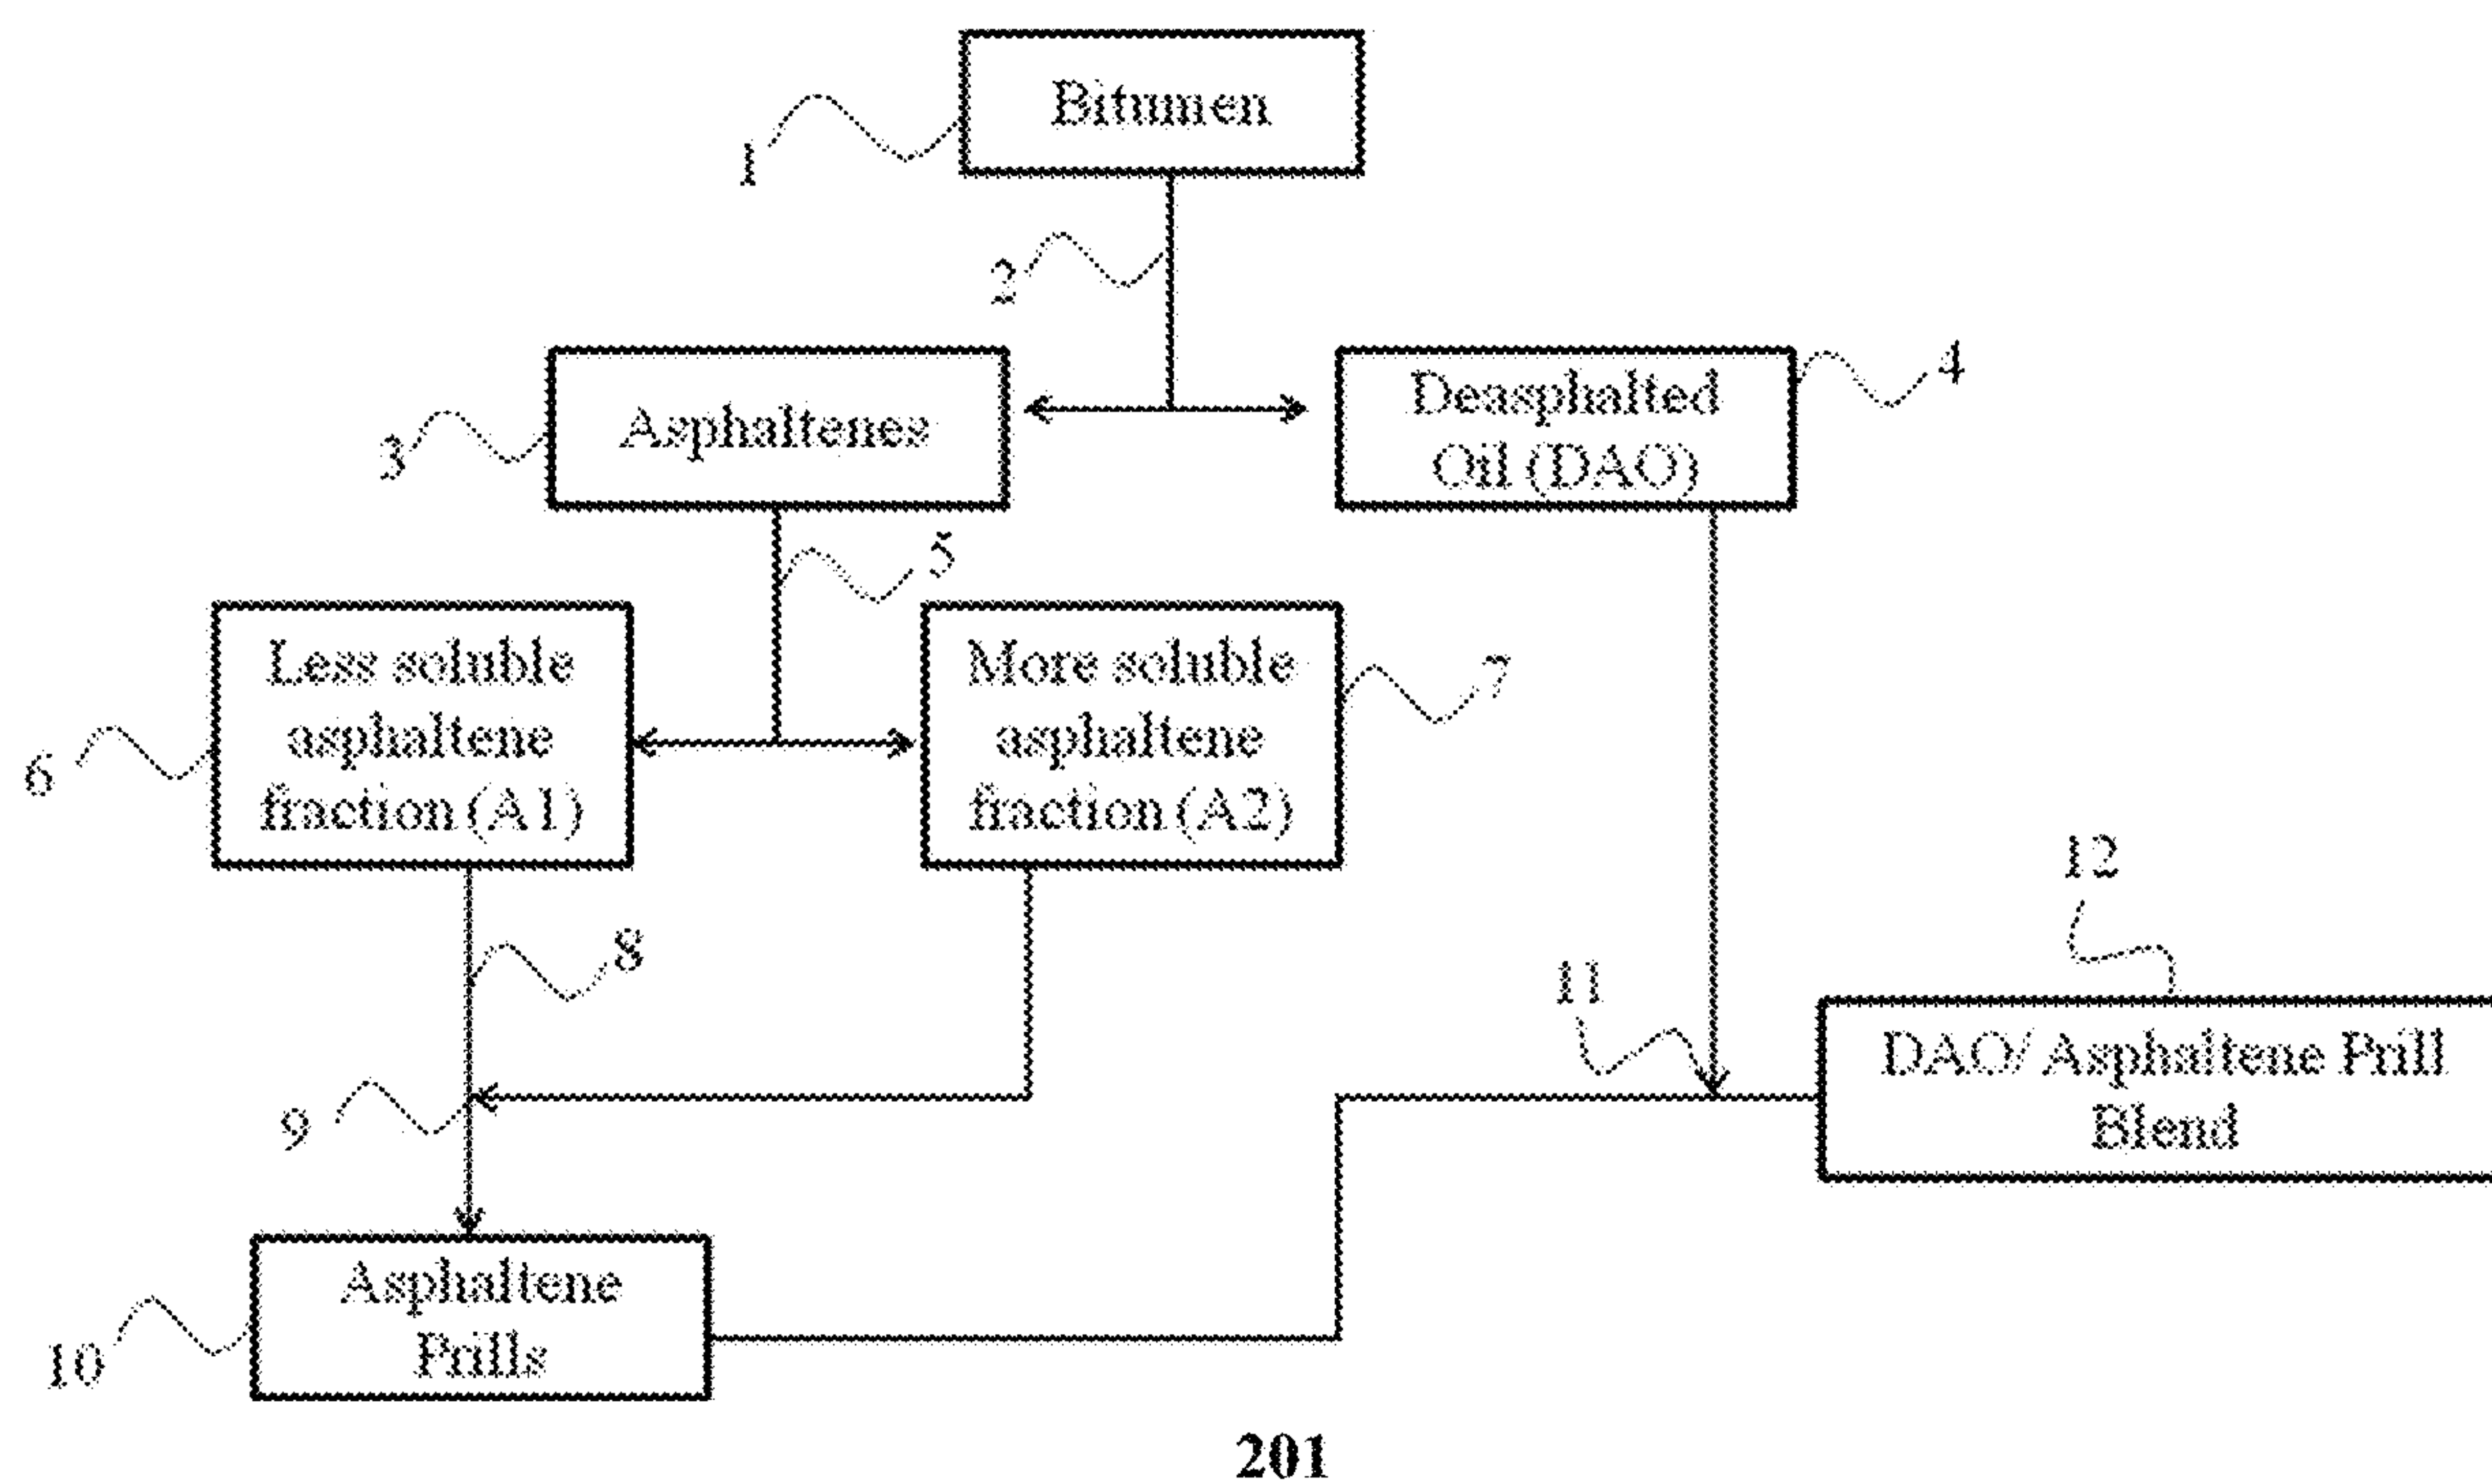 Bitumen
1
2
Asphaltenes
3
Deasphalted
Oil (DAO)
4
5
Less soluble
asphaltene
fraction (A1)
6
More soluble
asphaltene
fraction (A2)
7
8
9
11
12
DAO/ Asphaltene Prill
Blend
Asphaltene
Prills
10
201